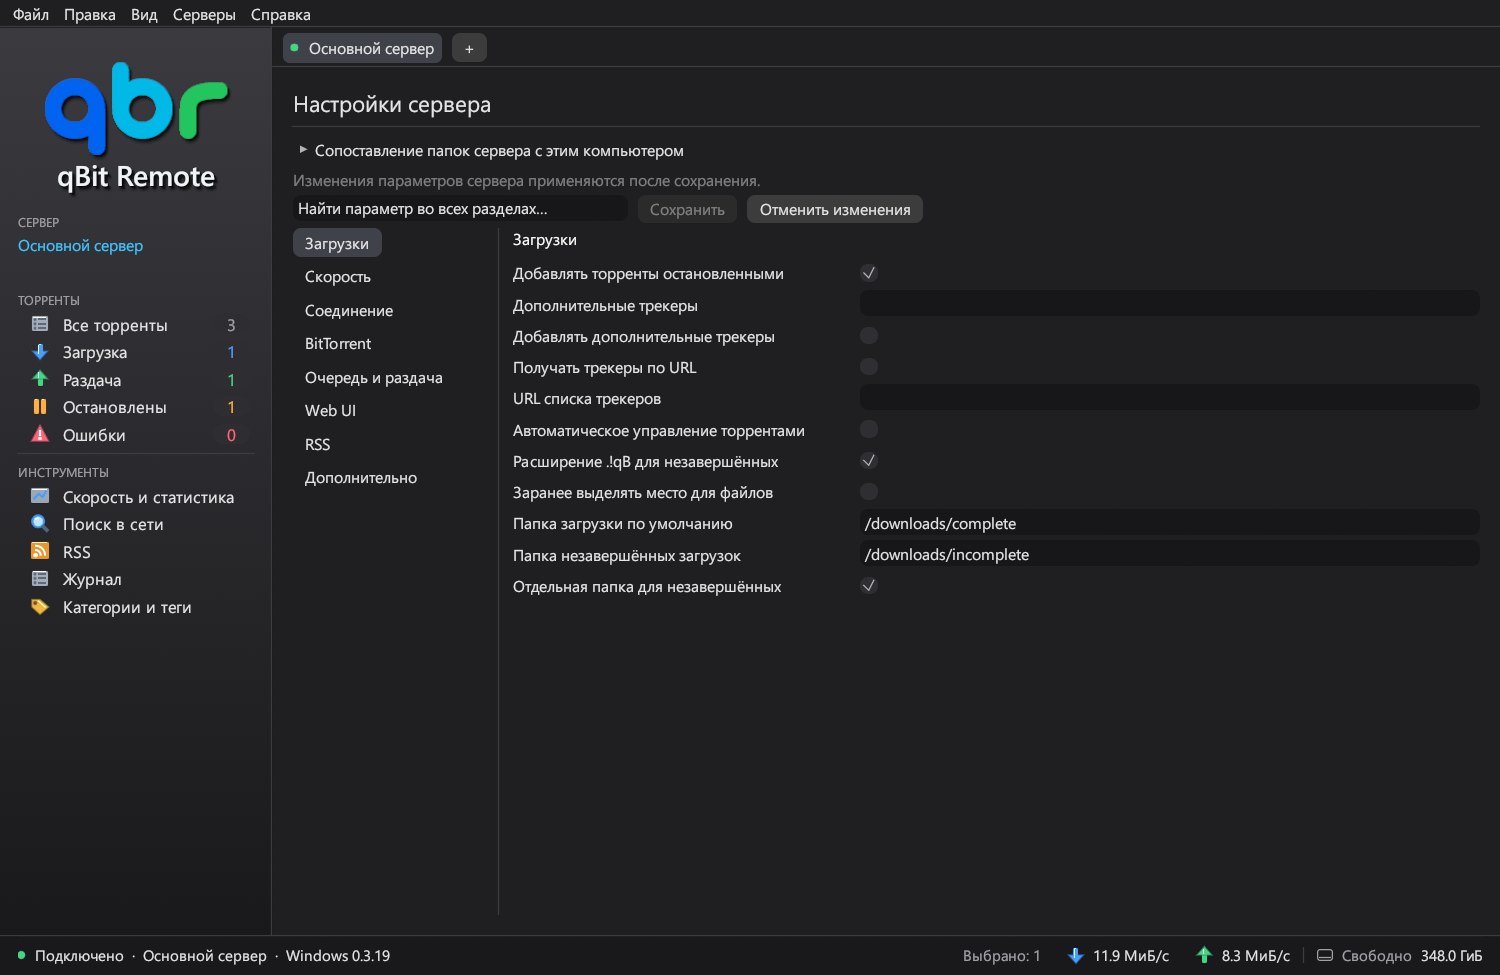 Файл Правка Вид Серверы Справка
qbr
qBit Remote
СЕРВЕР
Основной сервер
ТОРРЕНТЫ
Все торренты 3
Загрузка 1
Раздача 1
Остановлены 1
Ошибки 0
ИНСТРУМЕНТЫ
Скорость и статистика
Поиск в сети
RSS
Журнал
Категории и теги
Основной сервер +
Настройки сервера
Сопоставление папок сервера с этим компьютером
Изменения параметров сервера применяются после сохранения.
Найти параметр во всех разделах... Сохранить Отменить изменения
Загрузки
Скорость
Соединение
BitTorrent
Очередь и раздача
Web UI
RSS
Дополнительно
Загрузки
Добавлять торренты остановленными
Дополнительные трекеры
Добавлять дополнительные трекеры
Получать трекеры по URL
URL списка трекеров
Автоматическое управление торрентами
Расширение .!qB для незавершённых
Заранее выделять место для файлов
Папка загрузки по умолчанию /downloads/complete
Папка незавершённых загрузок /downloads/incomplete
Отдельная папка для незавершённых
Подключено · Основной сервер · Windows 0.3.19
Выбрано: 1 11.9 МиБ/с 8.3 МиБ/с Свободно 348.0 ГиБ